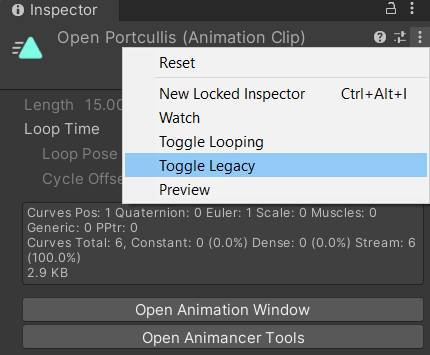 Inspector
Open Portcullis (Animation Clip)
Reset
New Locked Inspector Ctrl+Alt+I
Watch
Toggle Looping
Toggle Legacy
Preview
Length 15.00
Loop Time
Loop Pose
Cycle Offse
Curves Pos: 1 Quaternion: 0 Euler: 1 Scale: 0 Muscles: 0
Generic: 0 PPtr: 0
Curves Total: 6, Constant: 0 (0.0%) Dense: 0 (0.0%) Stream: 6
(100.0%)
2.9 KB
Open Animation Window
Open Animancer Tools